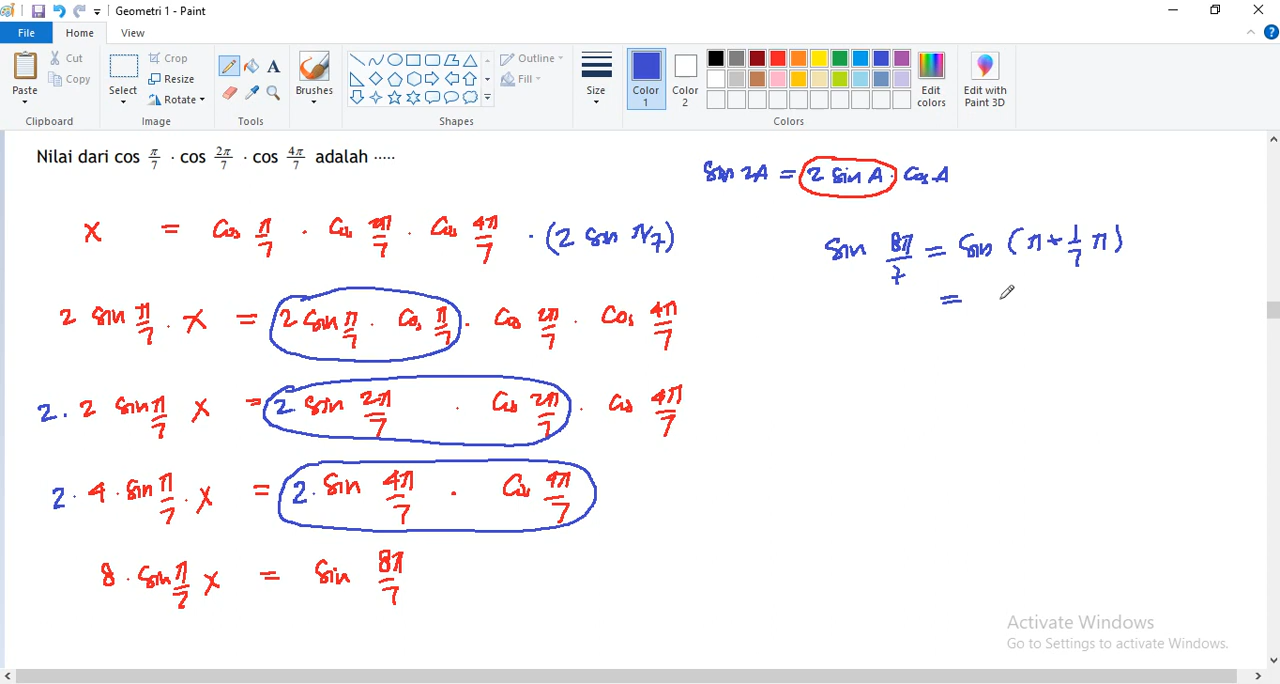 Geometri 1 - Paint
File Home View
Paste Cut Copy Clipboard
Select Crop Resize Rotate Image
Tools
Brushes
Outline Fill Shapes
Size
Color 1 Color 2 Edit colors Edit with Paint 3D
Colors
Nilai dari cos π/7 · cos 2π/7 · cos 4π/7 adalah .....
sin 2A = 2 sin A · cos A
x = cos π/7 · cos 2π/7 · cos 4π/7 · (2 sin π/7)
sin 8π/7 = sin (π + 1/7 π)
=
2 sin π/7 · x = 2 sin π/7 · cos π/7 · cos 2π/7 · cos 4π/7
2 · 2 sin π/7 x = 2 sin 2π/7 · cos 2π/7 · cos 4π/7
2 · 4 · sin π/7 · x = 2 · sin 4π/7 · cos 4π/7
8 · sin π/7 x = sin 8π/7
Activate Windows
Go to Settings to activate Windows.